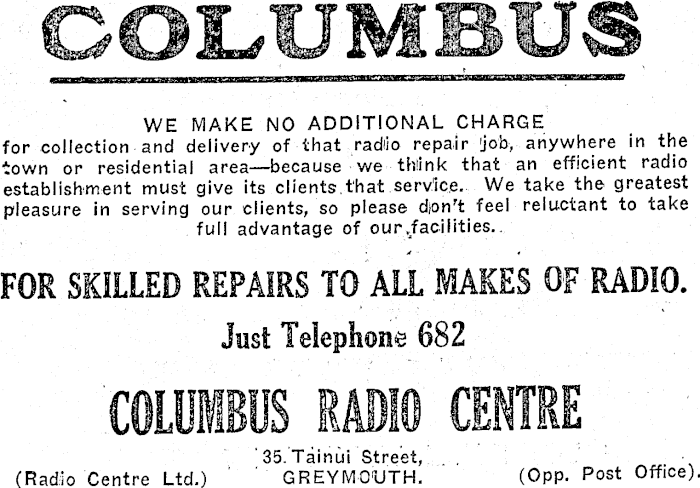 COLUMBUS
WE MAKE NO ADDITIONAL CHARGE
for collection and delivery of that radio repair job, anywhere in the
town or residential area—because we think that an efficient radio
establishment must give its clients that service. We take the greatest
pleasure in serving our clients, so please don't feel reluctant to take
full advantage of our facilities.
FOR SKILLED REPAIRS TO ALL MAKES OF RADIO.
Just Telephone 682
COLUMBUS RADIO CENTRE
35 Tainui Street,
(Radio Centre Ltd.) GREYMOUTH. (Opp. Post Office).